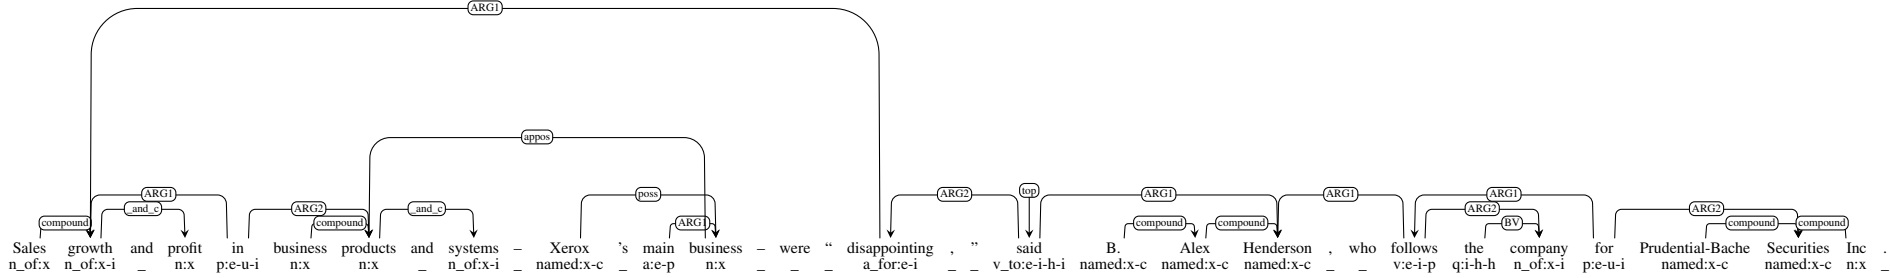 ARG1
appos
ARG1 poss ARG2 top ARG1 ARG1 ARG1
_and_c ARG2 _and_c ARG2 ARG2
compound compound ARG1 compound compound BV compound compound
Sales growth and profit in business products and systems – Xerox 's main business – were “ disappointing , ” said B. Alex Henderson , who follows the company for Prudential-Bache Securities Inc .
n_of:x n_of:x-i _ n:x p:e-u-i n:x n:x _ n_of:x-i _ named:x-c _ a:e-p n:x _ _ _ a_for:e-i _ _ v_to:e-i-h-i named:x-c named:x-c named:x-c _ _ v:e-i-p q:i-h-h n_of:x-i p:e-u-i named:x-c named:x-c n:x _